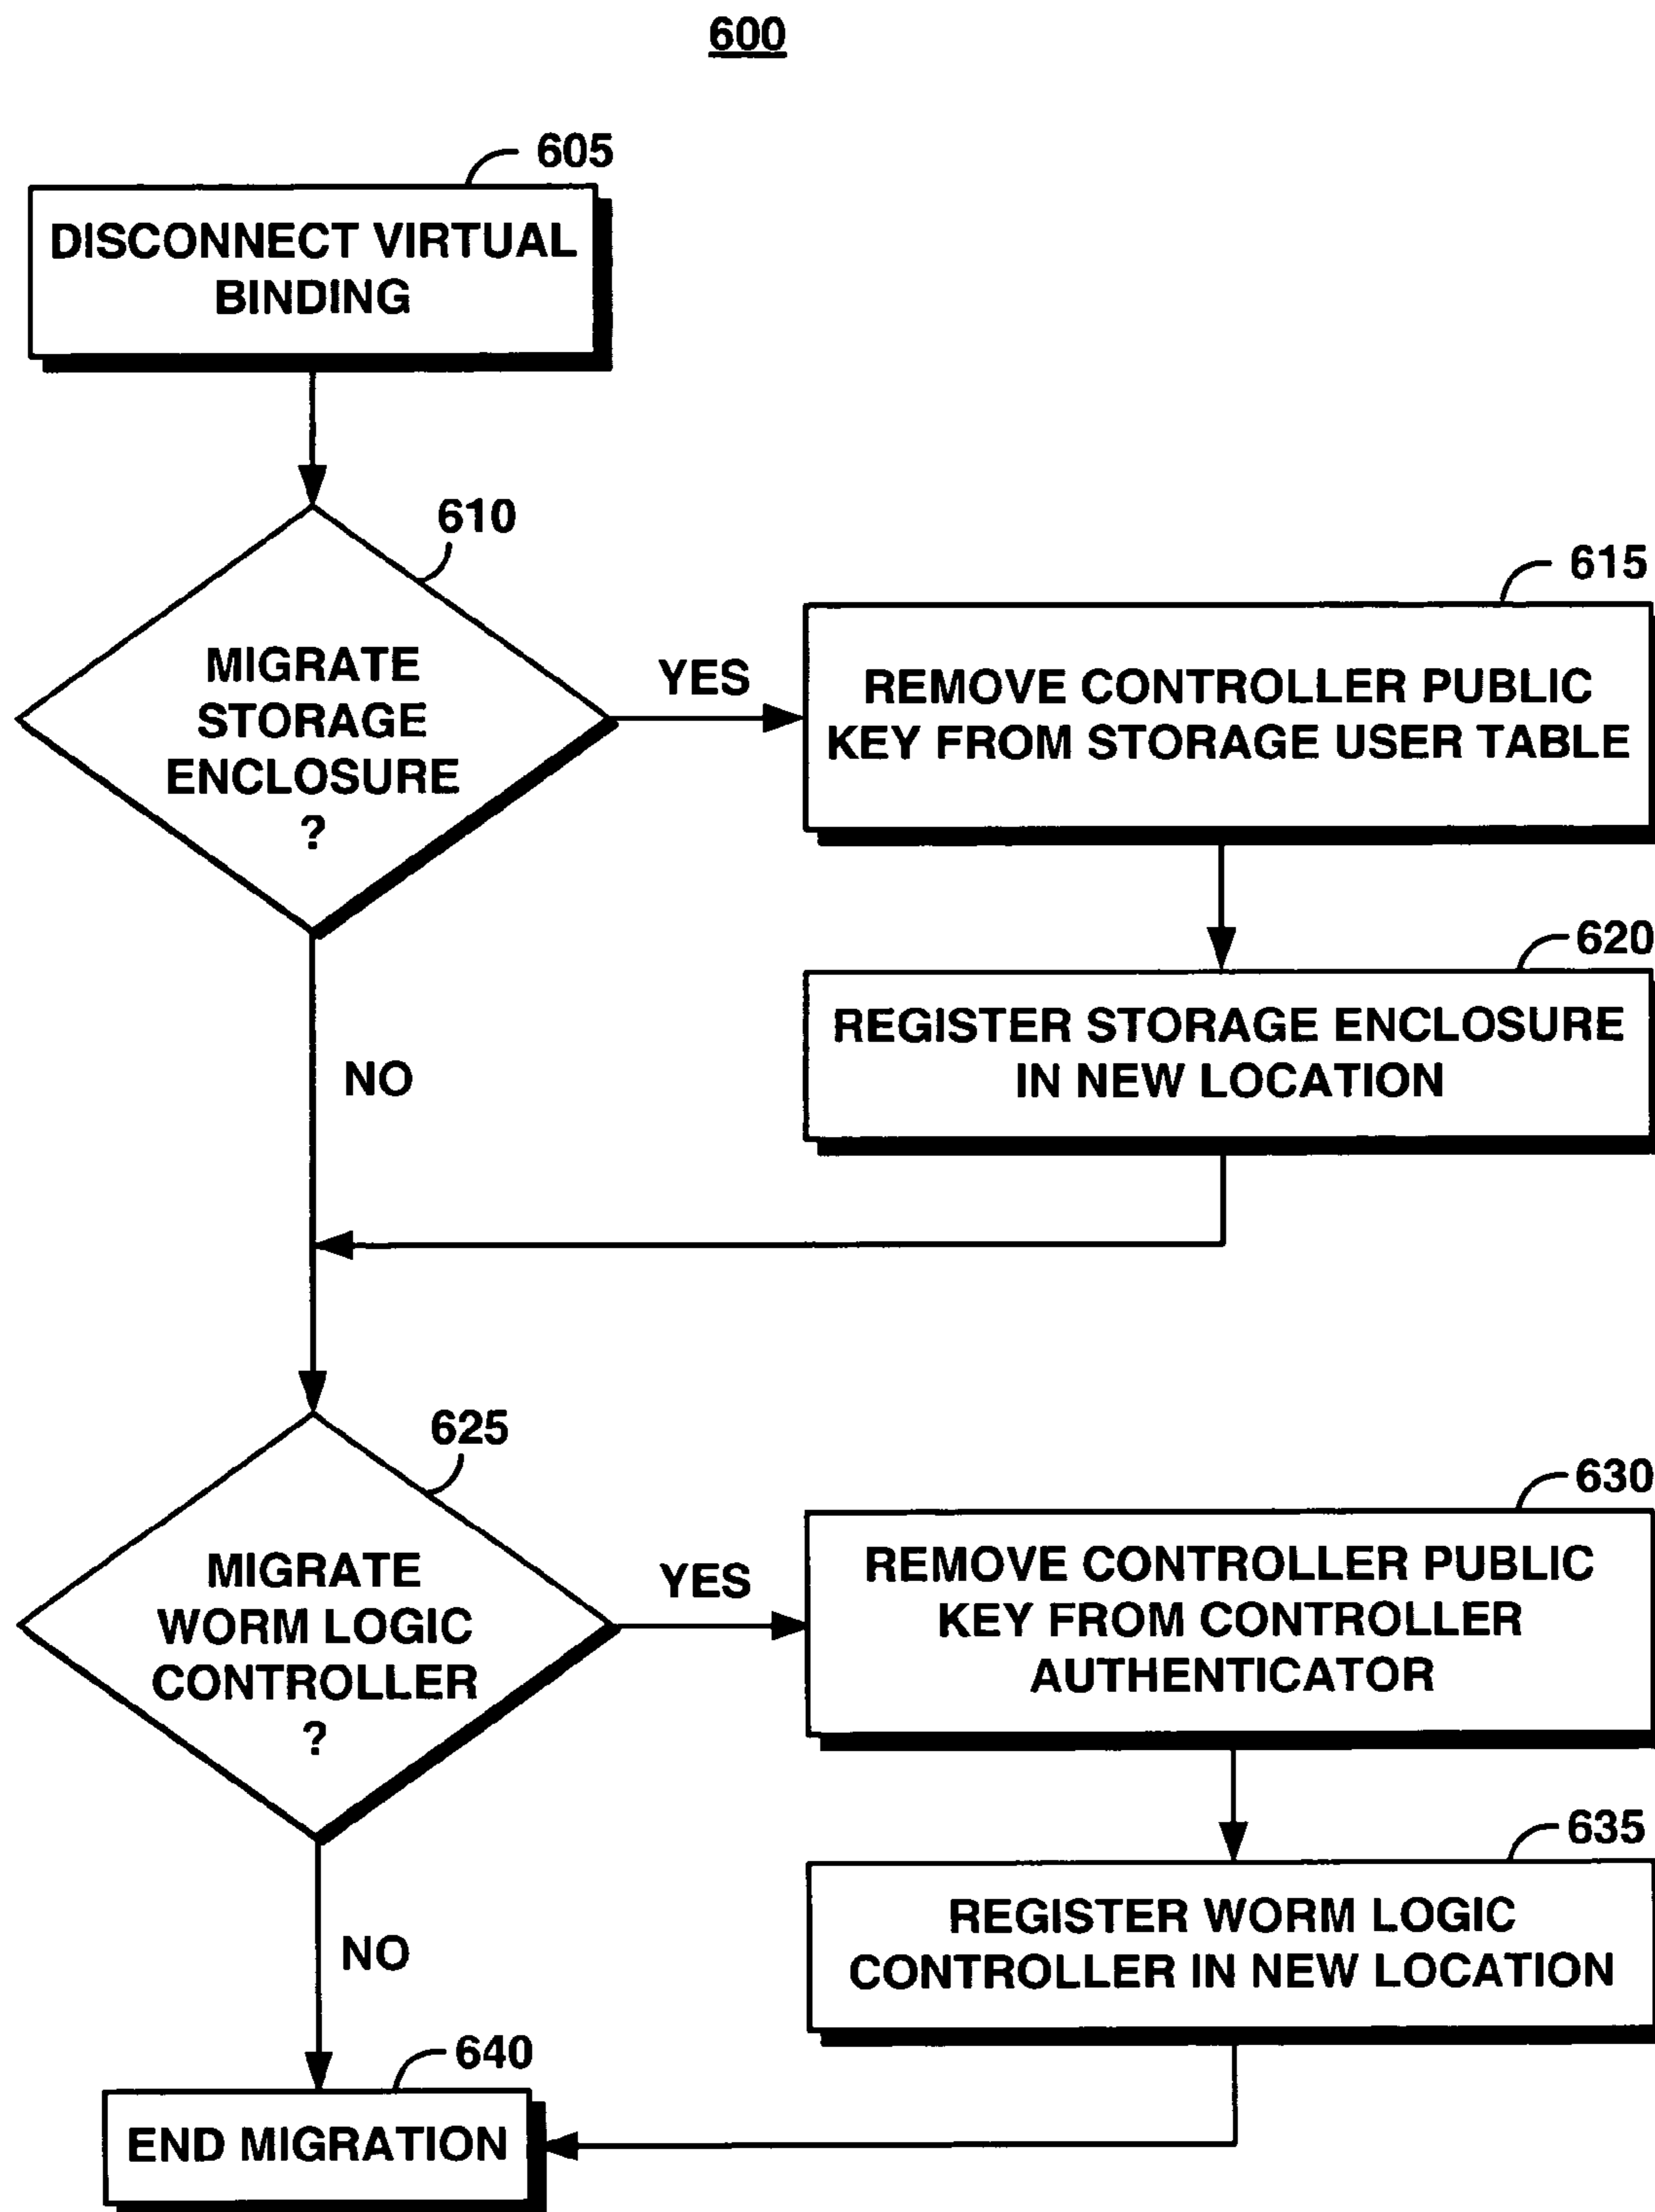 600
605
DISCONNECT VIRTUAL
BINDING
610
MIGRATE
STORAGE
ENCLOSURE
?
YES
615
REMOVE CONTROLLER PUBLIC
KEY FROM STORAGE USER TABLE
620
REGISTER STORAGE ENCLOSURE
IN NEW LOCATION
NO
625
MIGRATE
WORM LOGIC
CONTROLLER
?
YES
630
REMOVE CONTROLLER PUBLIC
KEY FROM CONTROLLER
AUTHENTICATOR
635
REGISTER WORM LOGIC
CONTROLLER IN NEW LOCATION
NO
640
END MIGRATION